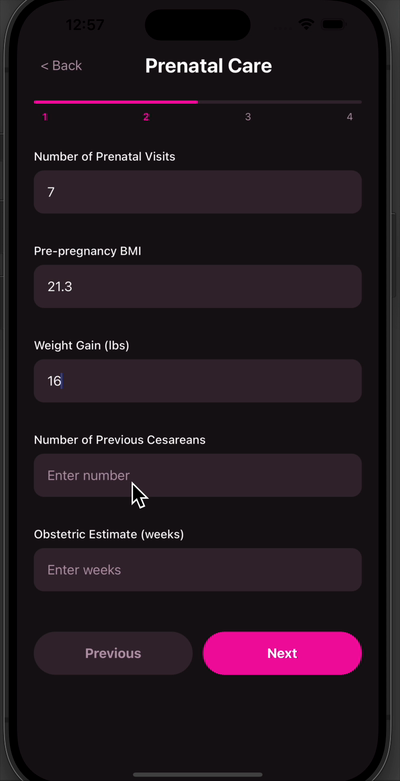 12:57
< Back
Prenatal Care
1 2 3 4
Number of Prenatal Visits
7
Pre-pregnancy BMI
21.3
Weight Gain (lbs)
16
Number of Previous Cesareans
Enter number
Obstetric Estimate (weeks)
Enter weeks
Previous
Next